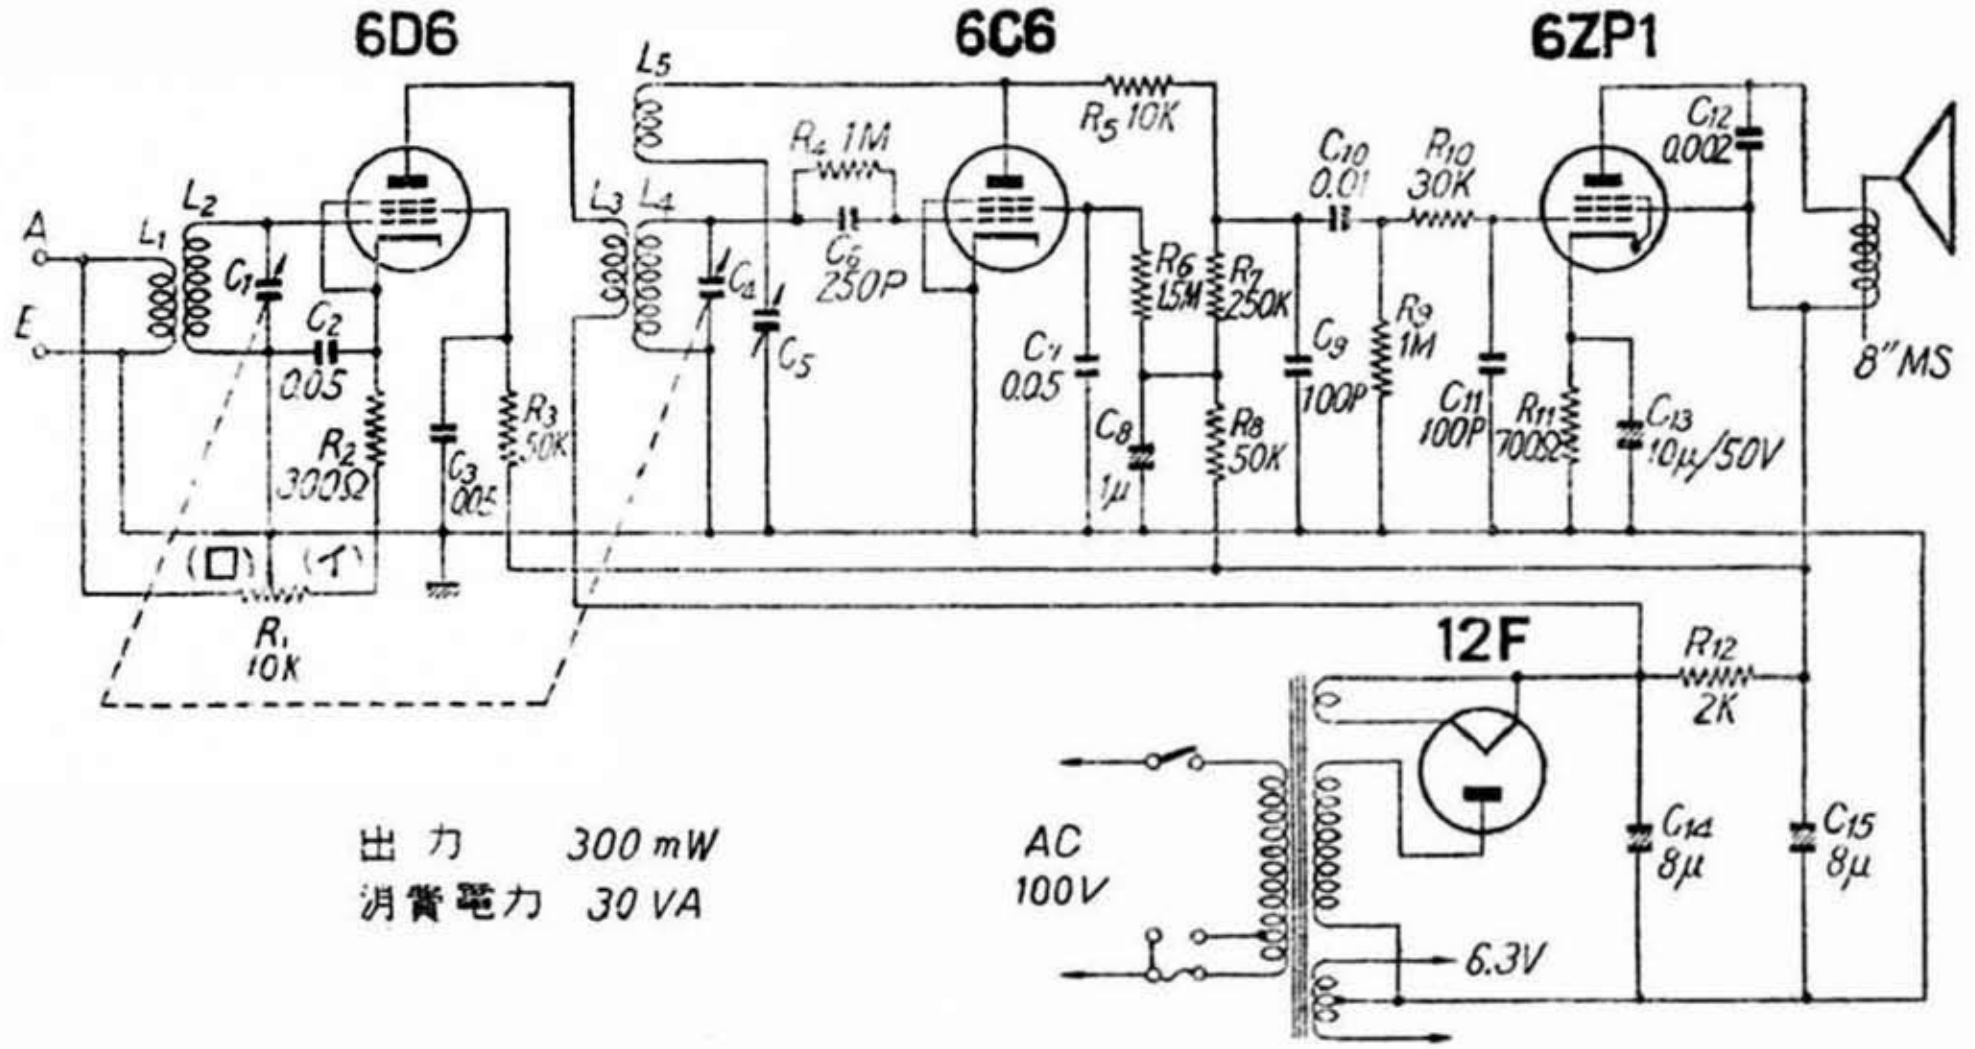 6D6
6C6
6ZP1
L5
R4 1M
R5 10K
C10
0.01
R10
30K
C12
0.002
A
L1
L2
L3
L4
C1
C2
0.05
C6
250P
C4
C5
R6
1.5M
R7
250K
E
C7
0.05
C9
100P
R9
1M
8" MS
R2
300Ω
C3
0.05
R3
50K
C8
1μ
R8
50K
C11
100P
R11
700Ω
C13
10μ/50V
(ロ)
(イ)
R1
10K
12F
R12
2K
出力 300mW
消費電力 30VA
AC
100V
C14
8μ
C15
8μ
6.3V